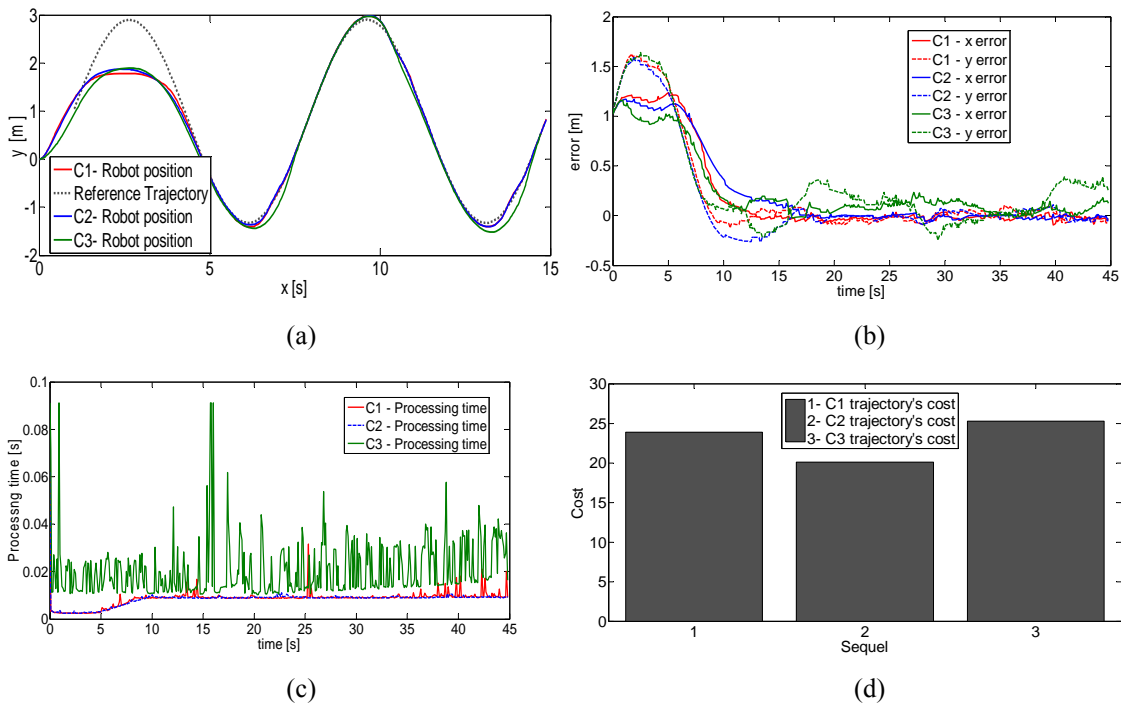 3
2
1
0
-1
-2
y [m]
C1- Robot position
Reference Trajectory
C2- Robot position
C3- Robot position
0
5
10
15
x [s]
(a)
2
1.5
1
0.5
0
-0.5
error [m]
C1 - x error
C1 - y error
C2 - x error
C2 - y error
C3 - x error
C3 - y error
0
5
10
15
20
25
30
35
40
45
time [s]
(b)
0.1
0.08
0.06
0.04
0.02
0
Processng time [s]
C1 - Processing time
C2 - Processing time
C3 - Processing time
0
5
10
15
20
25
30
35
40
45
time [s]
(c)
30
25
20
15
10
5
0
Cost
1- C1 trajectory's cost
2- C2 trajectory's cost
3- C3 trajectory's cost
1
2
3
Sequel
(d)